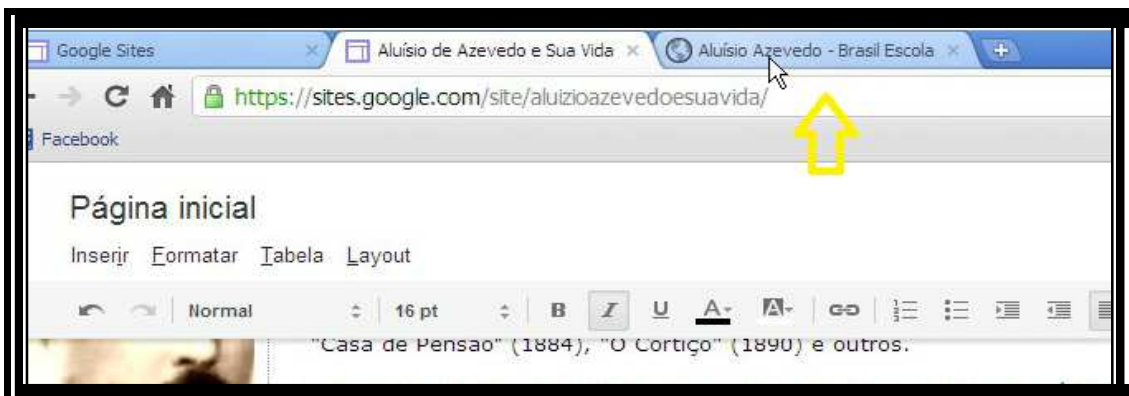 Google Sites
Aluísio de Azevedo e Sua Vida
Aluísio Azevedo - Brasil Escola
https://sites.google.com/site/aluizioazevedoesuavida/
Facebook
Página inicial
Inserir Formatar Tabela Layout
Normal 16 pt B I U A A
"Casa de Pensão" (1884), "O Cortiço" (1890) e outros.